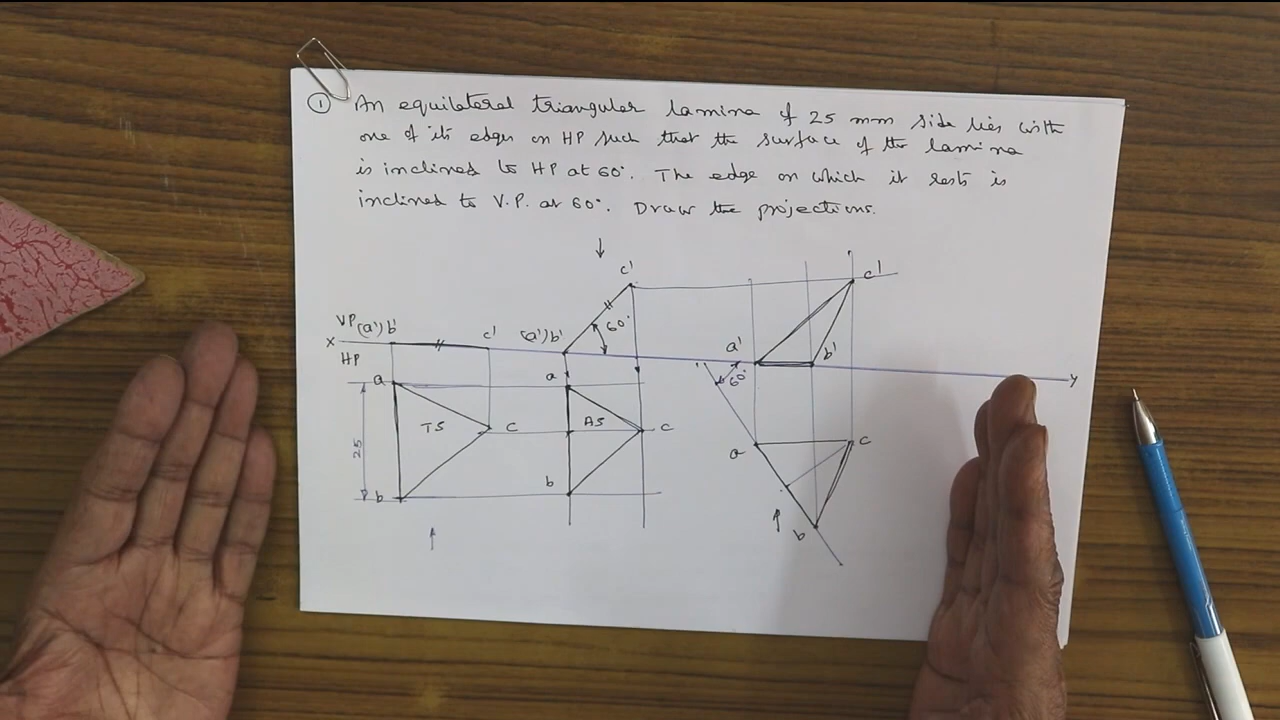 ① An equilateral triangular lamina of 25 mm side lies with
one of its edges on HP such that the surface of the lamina
is inclined to HP at 60°. The edge on which it rests is
inclined to V.P. at 60°. Draw the projections.
c' c'
VP (a') b' c' (a') b' 60° a' b'
X HP 60° Y
a a
25 TS c AS c a c
b b b